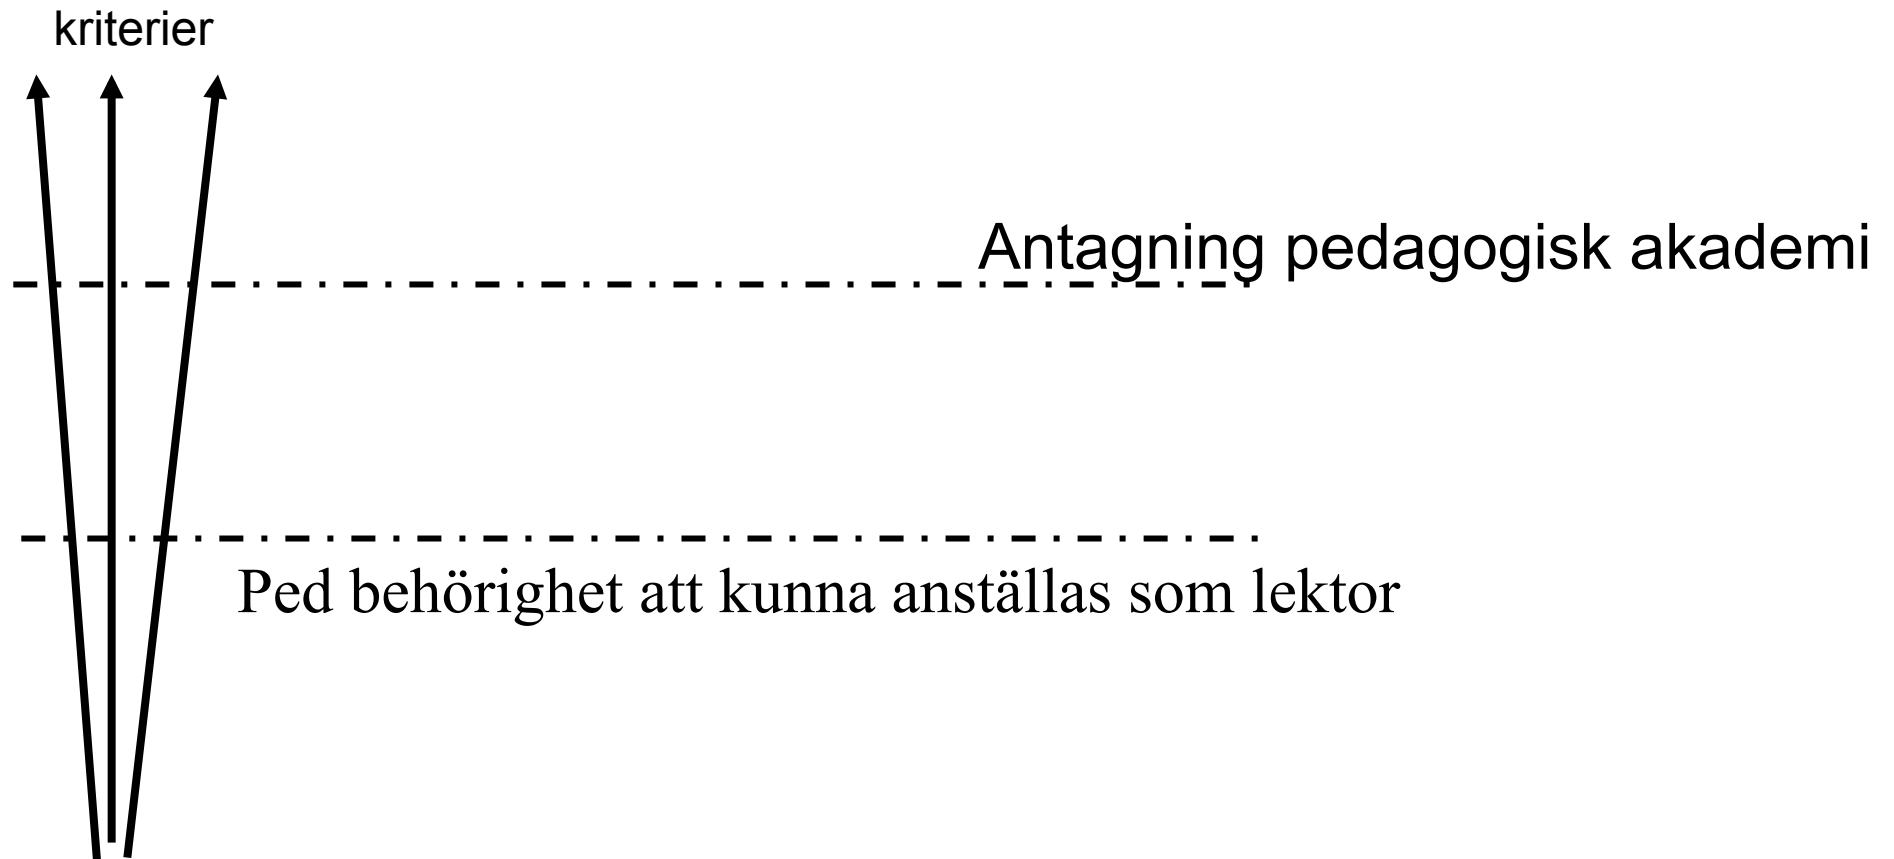 kriterier
Antagning pedagogisk akademi
Ped behörighet att kunna anställas som lektor